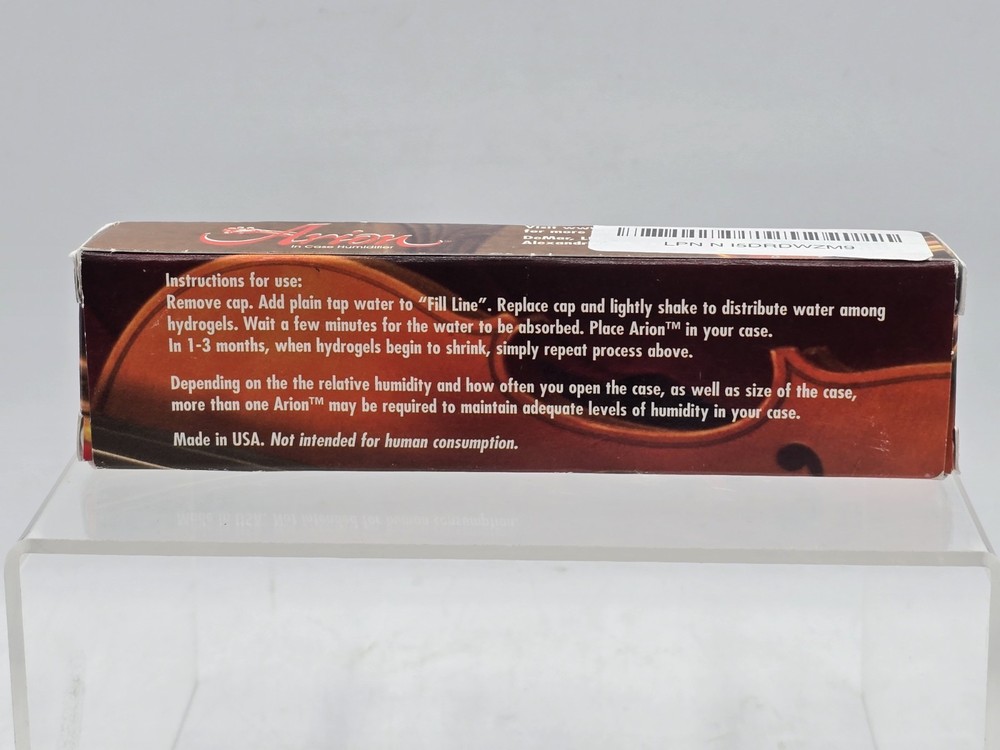 Arion
In Case Humidifier
for more
DeMar, L
Alexandr
LPN N I5DRDWZM9
Instructions for use:
Remove cap. Add plain tap water to “Fill Line”. Replace cap and lightly shake to distribute water among
hydrogels. Wait a few minutes for the water to be absorbed. Place Arion™ in your case.
In 1-3 months, when hydrogels begin to shrink, simply repeat process above.
Depending on the the relative humidity and how often you open the case, as well as size of the case,
more than one Arion™ may be required to maintain adequate levels of humidity in your case.
Made in USA. Not intended for human consumption.